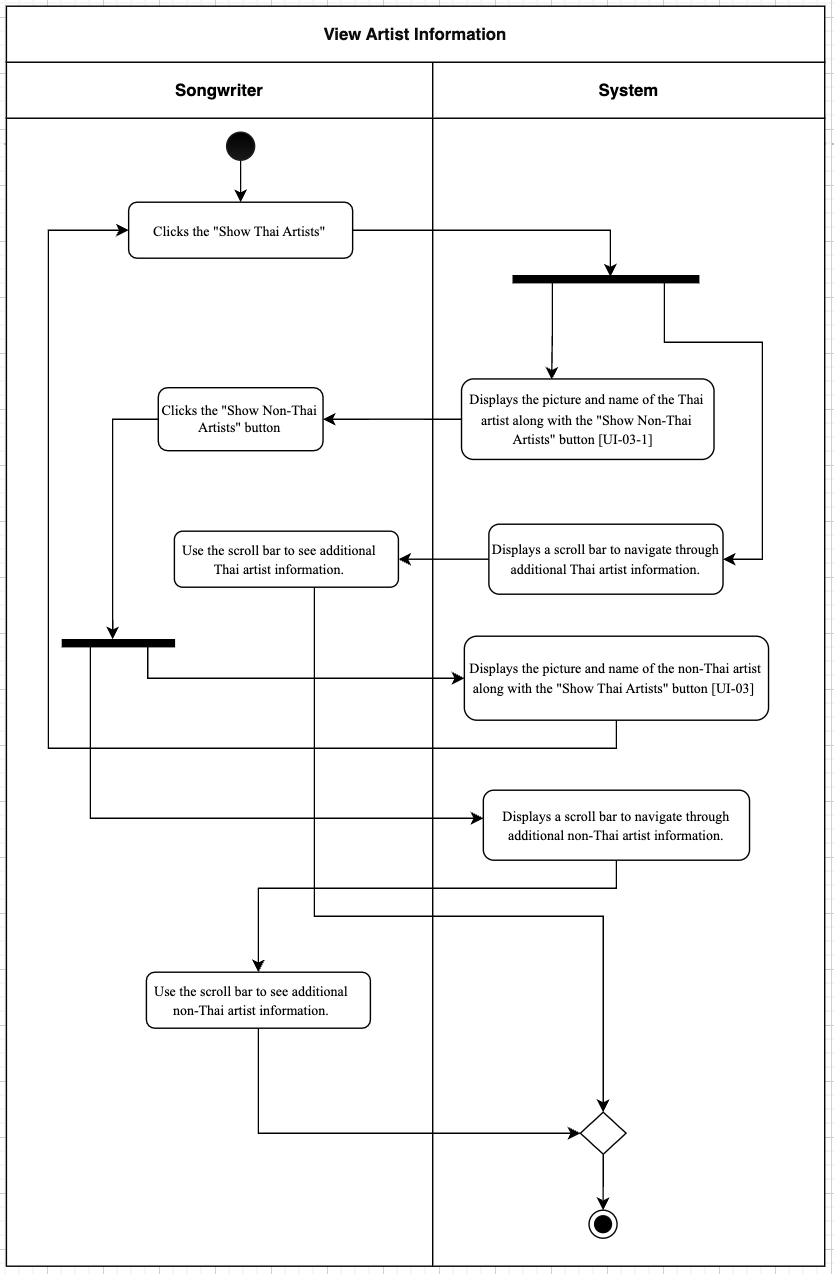 View Artist Information
Songwriter
System
Clicks the "Show Thai Artists"
Displays the picture and name of the Thai
artist along with the "Show Non-Thai
Artists" button [UI-03-1]
Clicks the "Show Non-Thai
Artists" button
Displays a scroll bar to navigate through
additional Thai artist information.
Use the scroll bar to see additional
Thai artist information.
Displays the picture and name of the non-Thai artist
along with the "Show Thai Artists" button [UI-03]
Displays a scroll bar to navigate through
additional non-Thai artist information.
Use the scroll bar to see additional
non-Thai artist information.